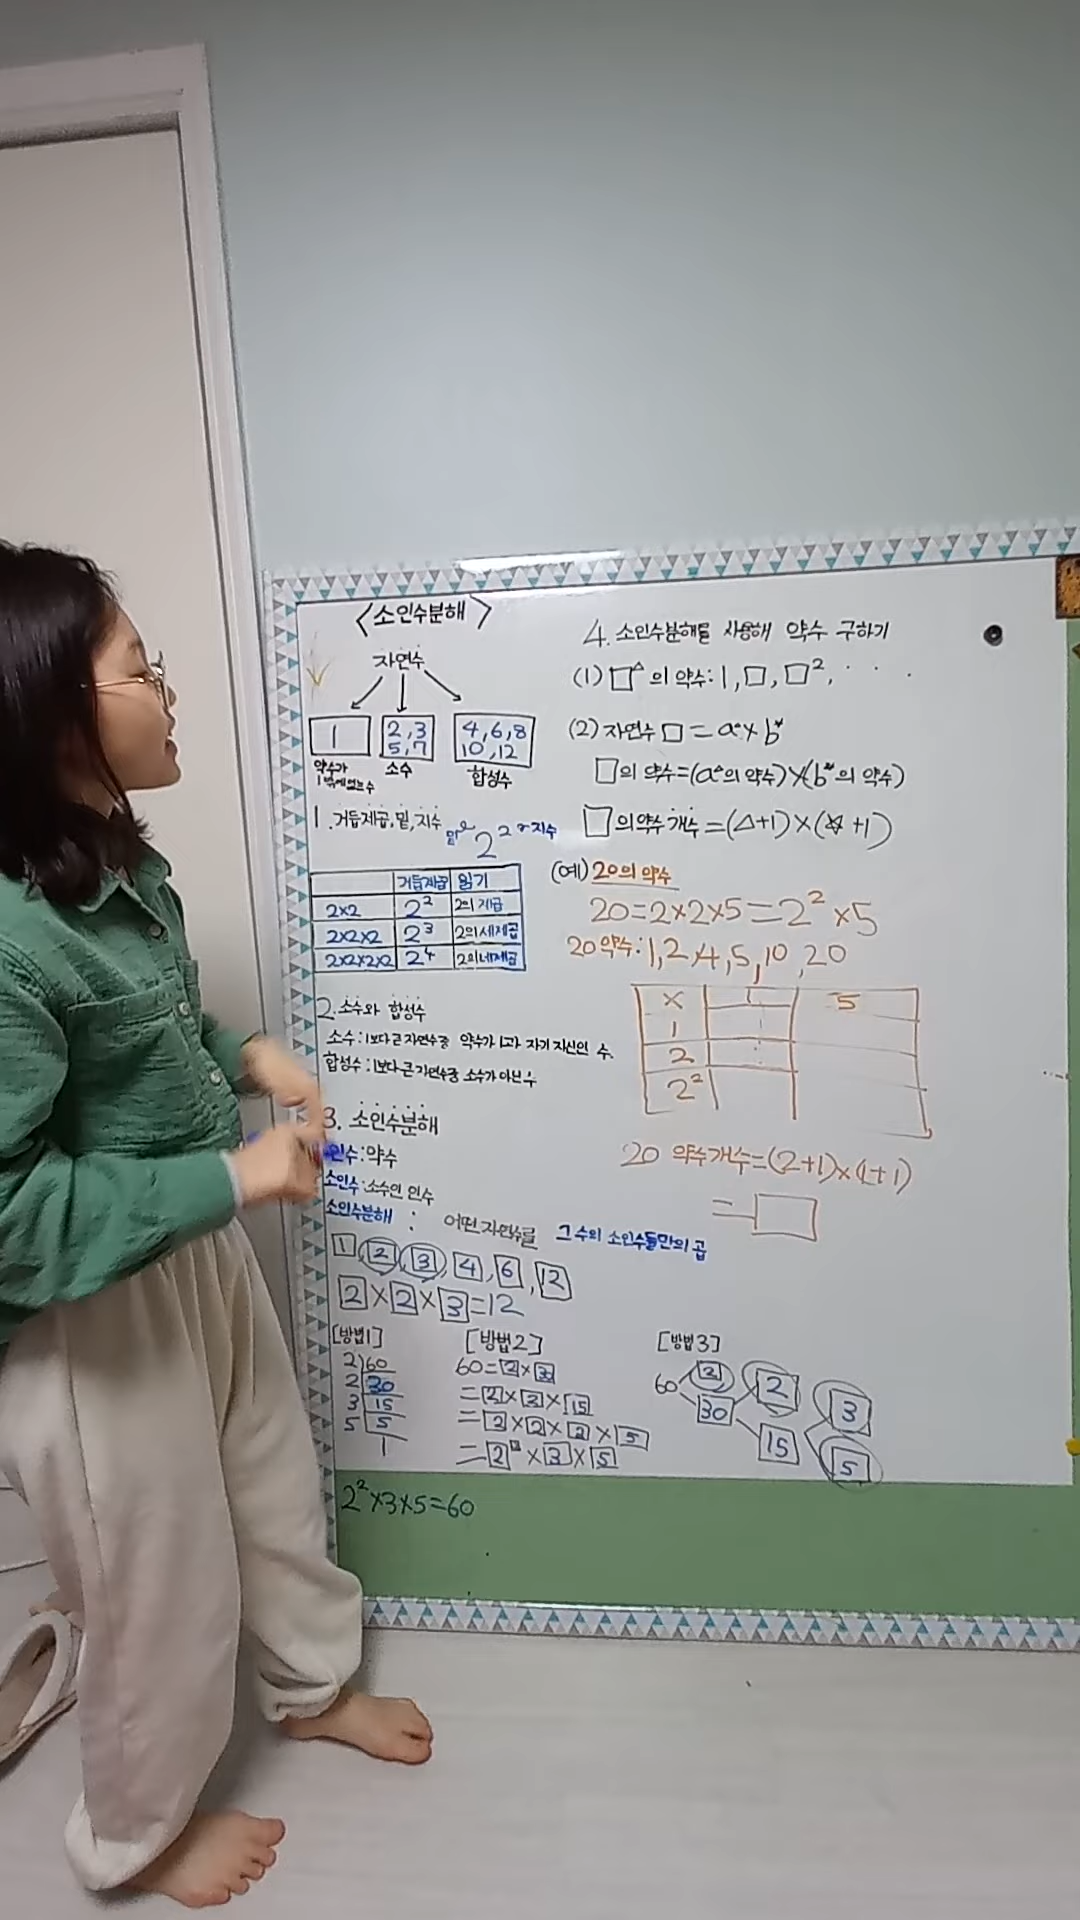 <소인수분해>
자연수
1
2,3
5,7
4,6,8
10,12
약수가
1밖에 없는 수
소수
합성수
1. 거듭제곱, 밑, 지수
밑 2² 지수
거듭제곱 읽기
2×2 2² 2의 제곱
2×2×2 2³ 2의 세제곱
2×2×2×2 2⁴ 2의 네제곱
2. 소수와 합성수
소수 : 1보다 큰 자연수중 약수가 1과 자기 자신인 수.
합성수 : 1보다 큰 자연수중 소수가 아닌 수
3. 소인수분해
인수 : 약수
소인수 : 소수인 인수
소인수분해 : 어떤 자연수를 그 수의 소인수들만의 곱
1, 2, 3, 4, 6, 12
2×2×3=12
[방법1]
2)60
2 30
3 15
5 5
1
[방법2]
60=2×30
=2×2×15
=2×2×3×5
=2²×3×5
[방법3]
60 2
30 2
15 3
5
2²×3×5=60
4. 소인수분해를 사용해 약수 구하기
(1) □△의 약수 : 1, □, □², · · ·
(2) 자연수 □ = a△×b☆
□의 약수=(a△의 약수)×(b☆의 약수)
□의 약수 개수=(△+1)×(☆+1)
(예) 20의 약수
20=2×2×5=2²×5
20 약수 : 1,2,4,5,10,20
× 1 5
1
2
2²
20 약수 개수=(2+1)×(1+1)
=□